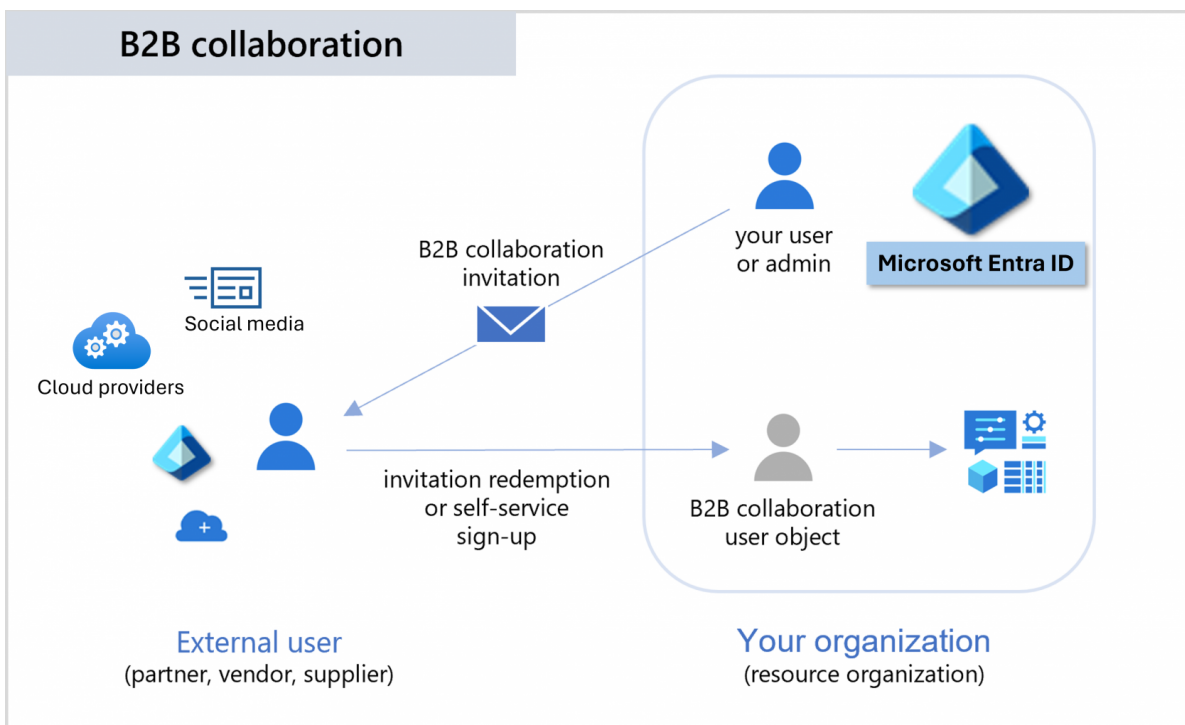 B2B collaboration
your user
or admin
Microsoft Entra ID
B2B collaboration
invitation
Social media
Cloud providers
invitation redemption
or self-service
sign-up
B2B collaboration
user object
External user
(partner, vendor, supplier)
Your organization
(resource organization)